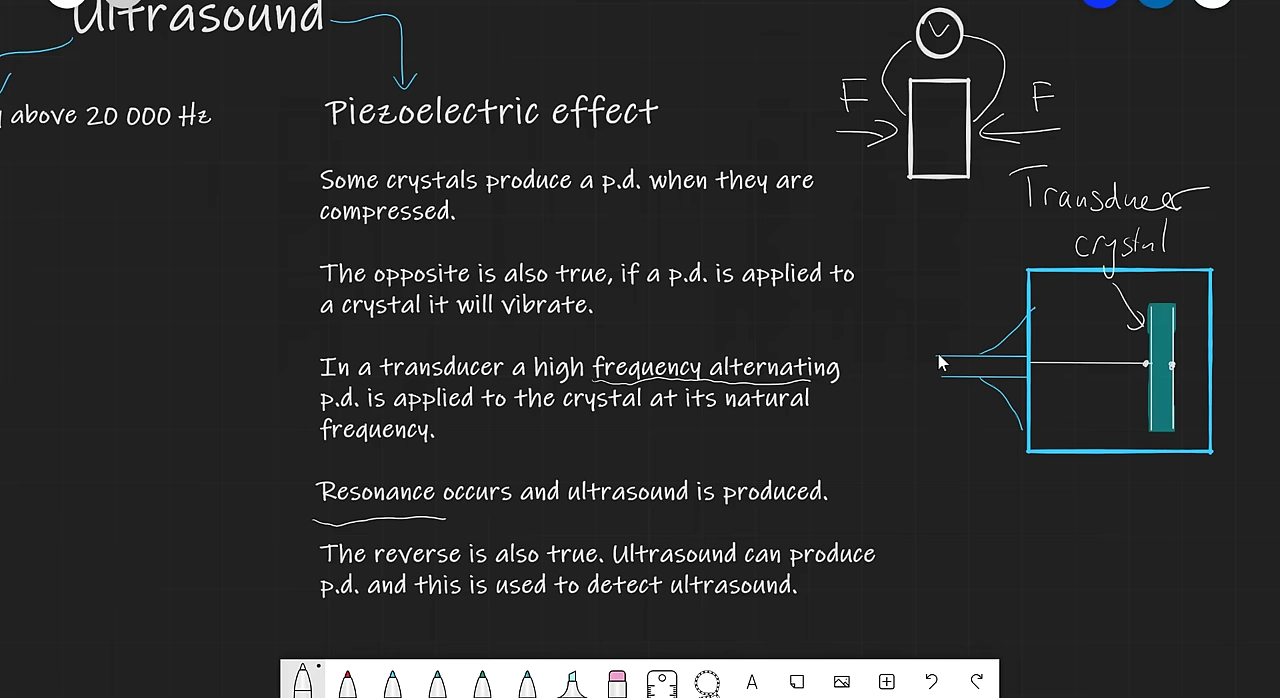 Ultrasound
above 20 000 Hz
Piezoelectric effect
Some crystals produce a p.d. when they are
compressed.
The opposite is also true, if a p.d. is applied to
a crystal it will vibrate.
In a transducer a high frequency alternating
p.d. is applied to the crystal at its natural
frequency.
Resonance occurs and ultrasound is produced.
The reverse is also true. Ultrasound can produce
p.d. and this is used to detect ultrasound.
V
F
F
Transducer
crystal
A